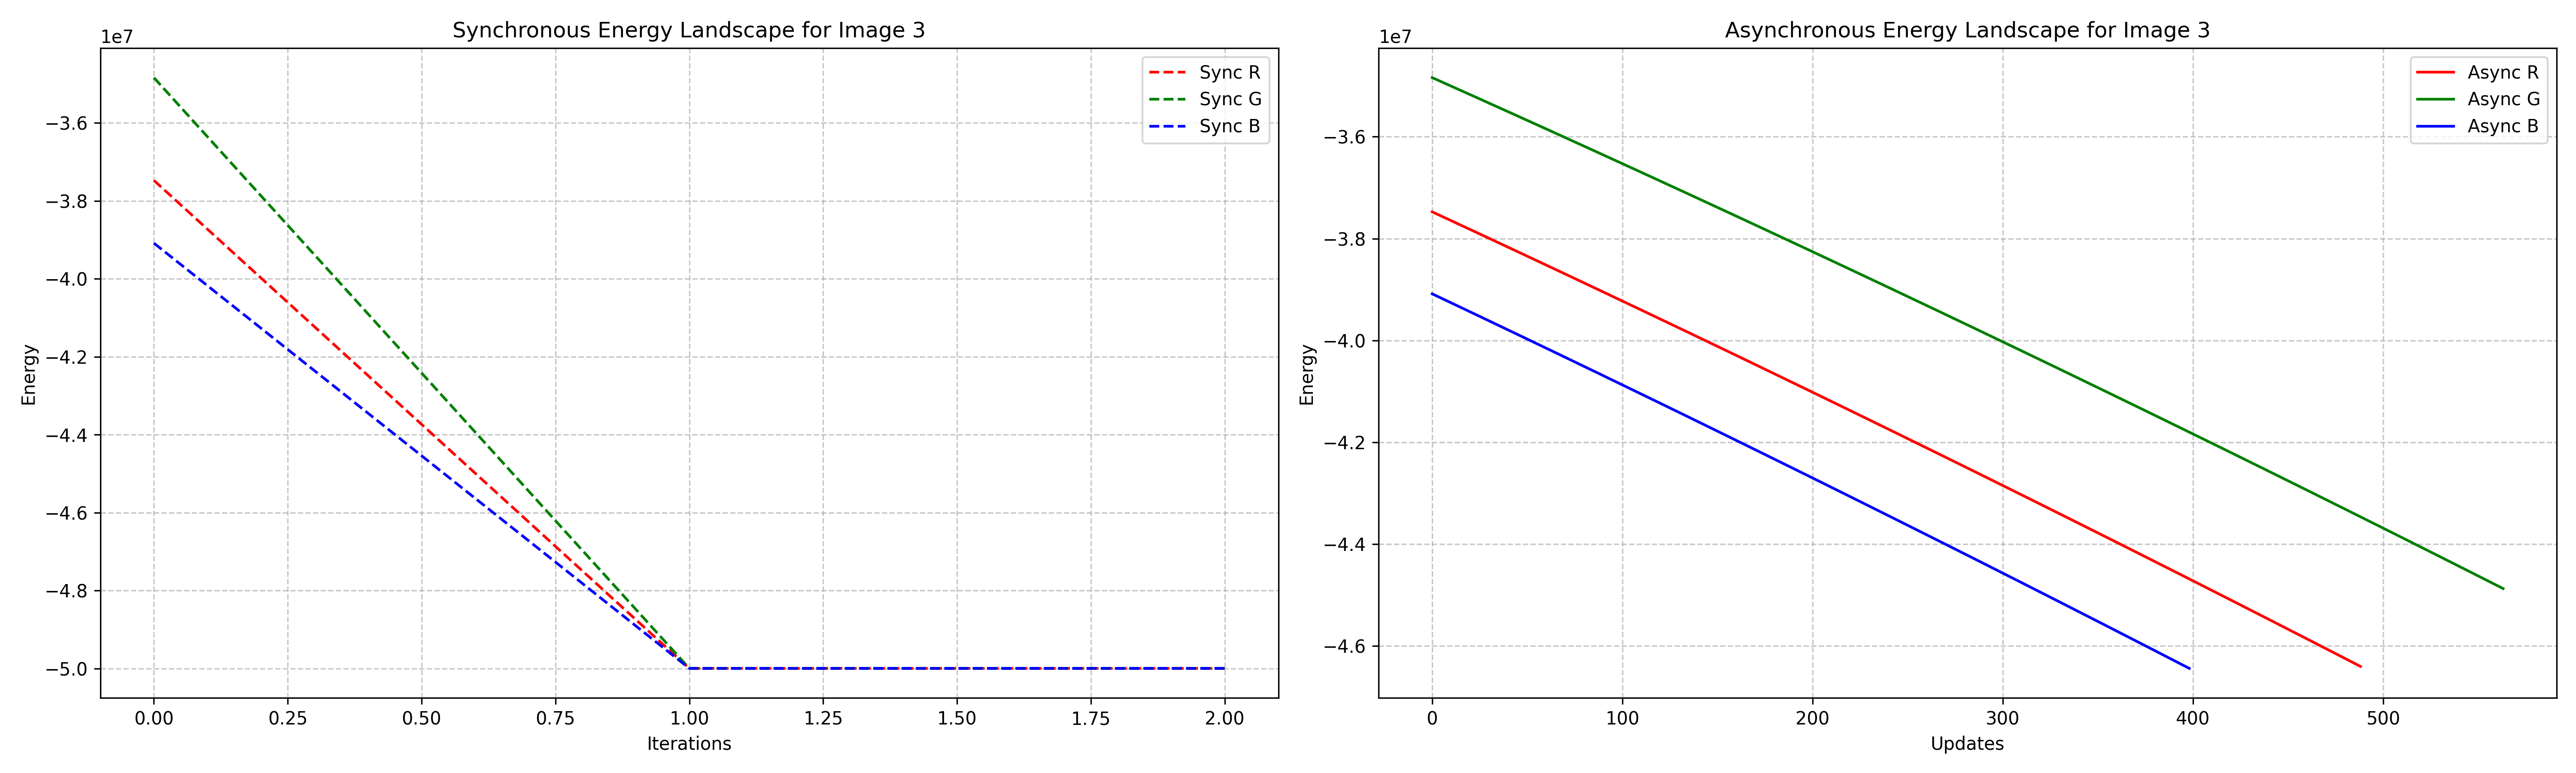 Synchronous Energy Landscape for Image 3
1e7
Sync R
Sync G
Sync B
−3.6
−3.8
−4.0
−4.2
−4.4
−4.6
−4.8
−5.0
Energy
0.00 0.25 0.50 0.75 1.00 1.25 1.50 1.75 2.00
Iterations
Asynchronous Energy Landscape for Image 3
1e7
Async R
Async G
Async B
−3.6
−3.8
−4.0
−4.2
−4.4
−4.6
Energy
0 100 200 300 400 500
Updates